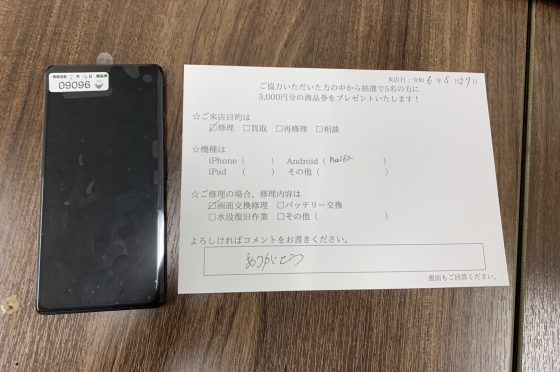 09096
来店日：令和 6 年 5 月 27 日
ご協力いただいた方の中から抽選で5名の方に
3,000円分の商品券をプレゼントいたします！
☆ご来店目的は
☑修理 □買取 □再修理 □相談
☆機種は
iPhone（ ） Android（ ）
iPad （ ） その他（ ）
☆ご修理の場合、修理内容は
☑画面交換修理 □バッテリー交換
□水没復旧作業 □その他（ ）
よろしければコメントをお書きください。
ありがとう
裏面もご回答ください。